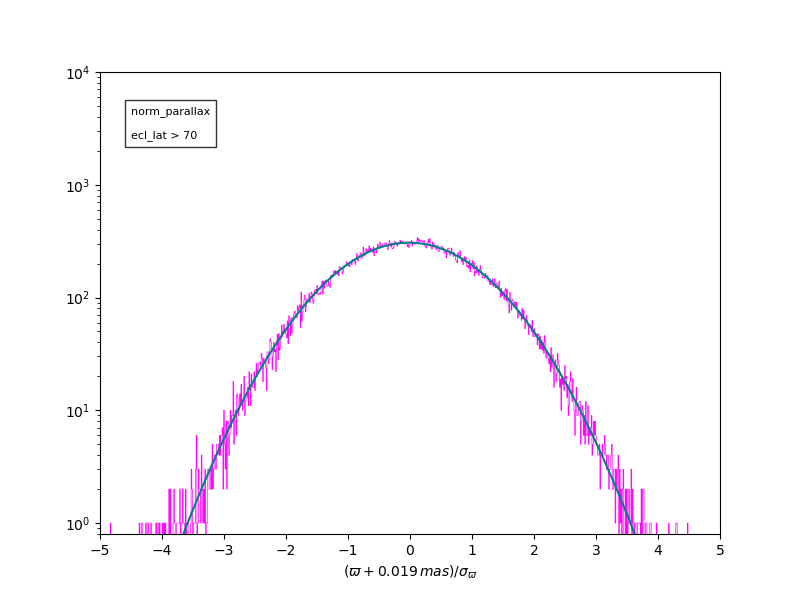 10^4
norm_parallax
ecl_lat > 70
10^3
10^2
10^1
10^0
−5 −4 −3 −2 −1 0 1 2 3 4 5
(ϖ + 0.019 mas)/σ_ϖ